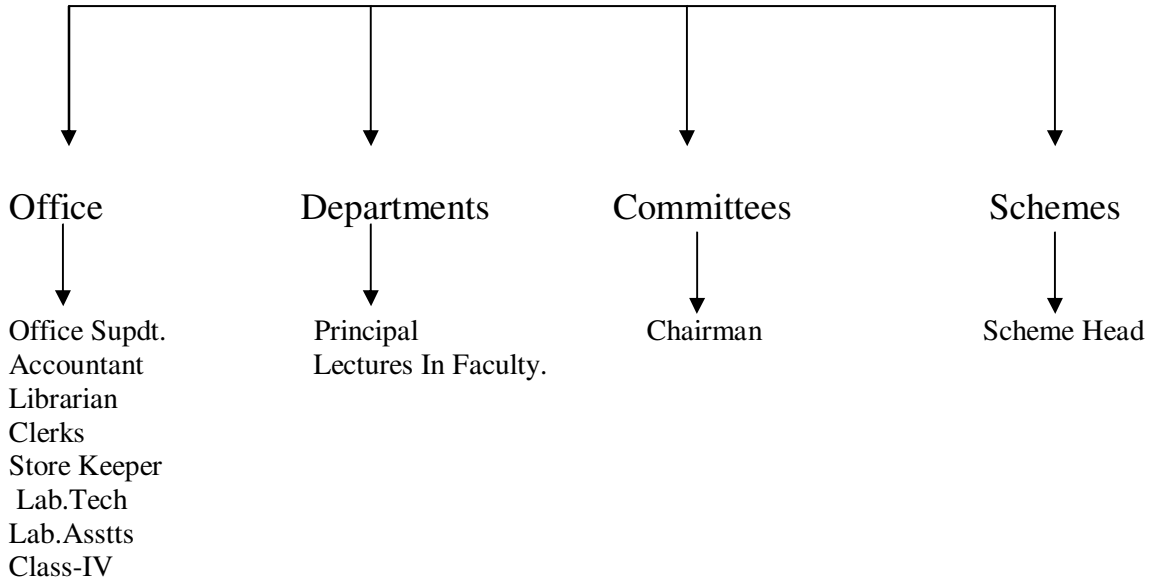 Office
Departments
Committees
Schemes
Office Supdt.
Accountant
Librarian
Clerks
Store Keeper
Lab.Tech
Lab.Asstts
Class-IV
Principal
Lectures In Faculty.
Chairman
Scheme Head